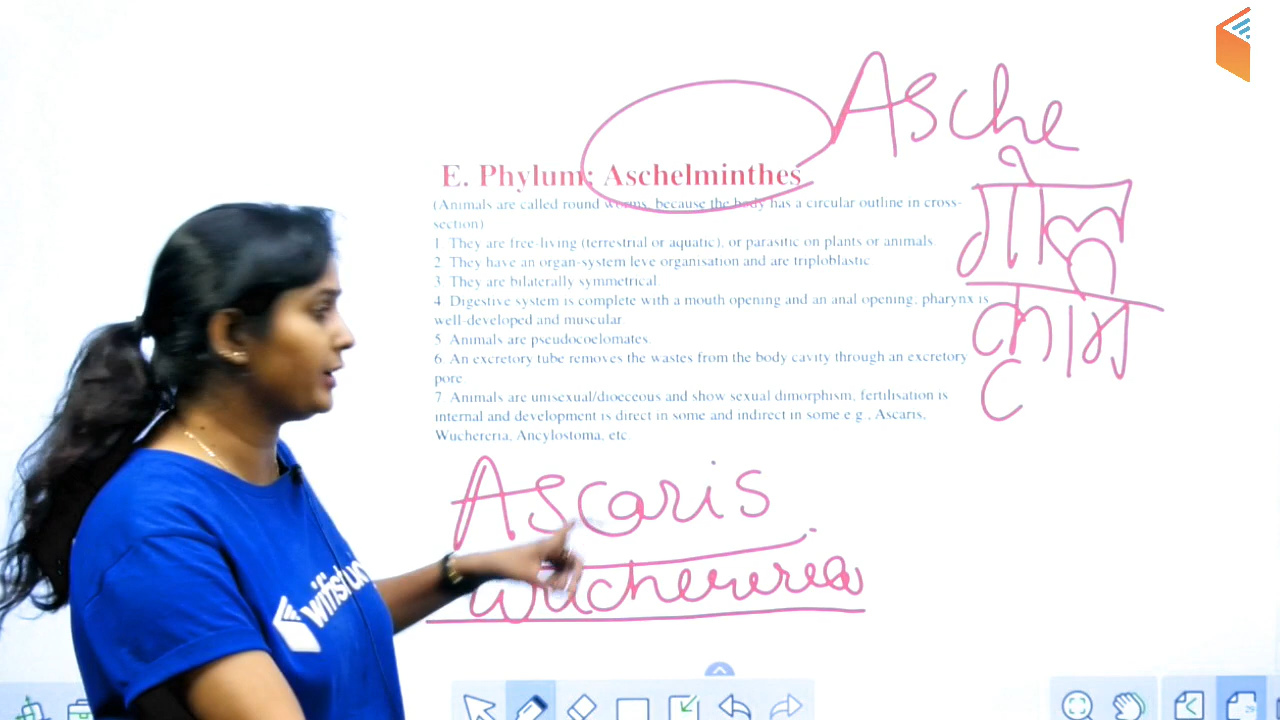 Asche
E. Phylum: Aschelminthes
(Animals are called round worms, because the body has a circular outline in cross-
section)
1. They are free-living (terrestrial or aquatic), or parasitic on plants or animals.
2. They have an organ-system leve organisation and are triploblastic
3. They are bilaterally symmetrical.
4. Digestive system is complete with a mouth opening and an anal opening; pharynx is
well-developed and muscular.
5. Animals are pseudocoelomates.
6. An excretory tube removes the wastes from the body cavity through an excretory
pore.
7. Animals are unisexual/dioeceous and show sexual dimorphism; fertilisation is
internal and development is direct in some and indirect in some e.g., Ascaris,
Wuchereria, Ancylostoma, etc.
गोल
C
Ascaris
Wuchereria
wifistudy